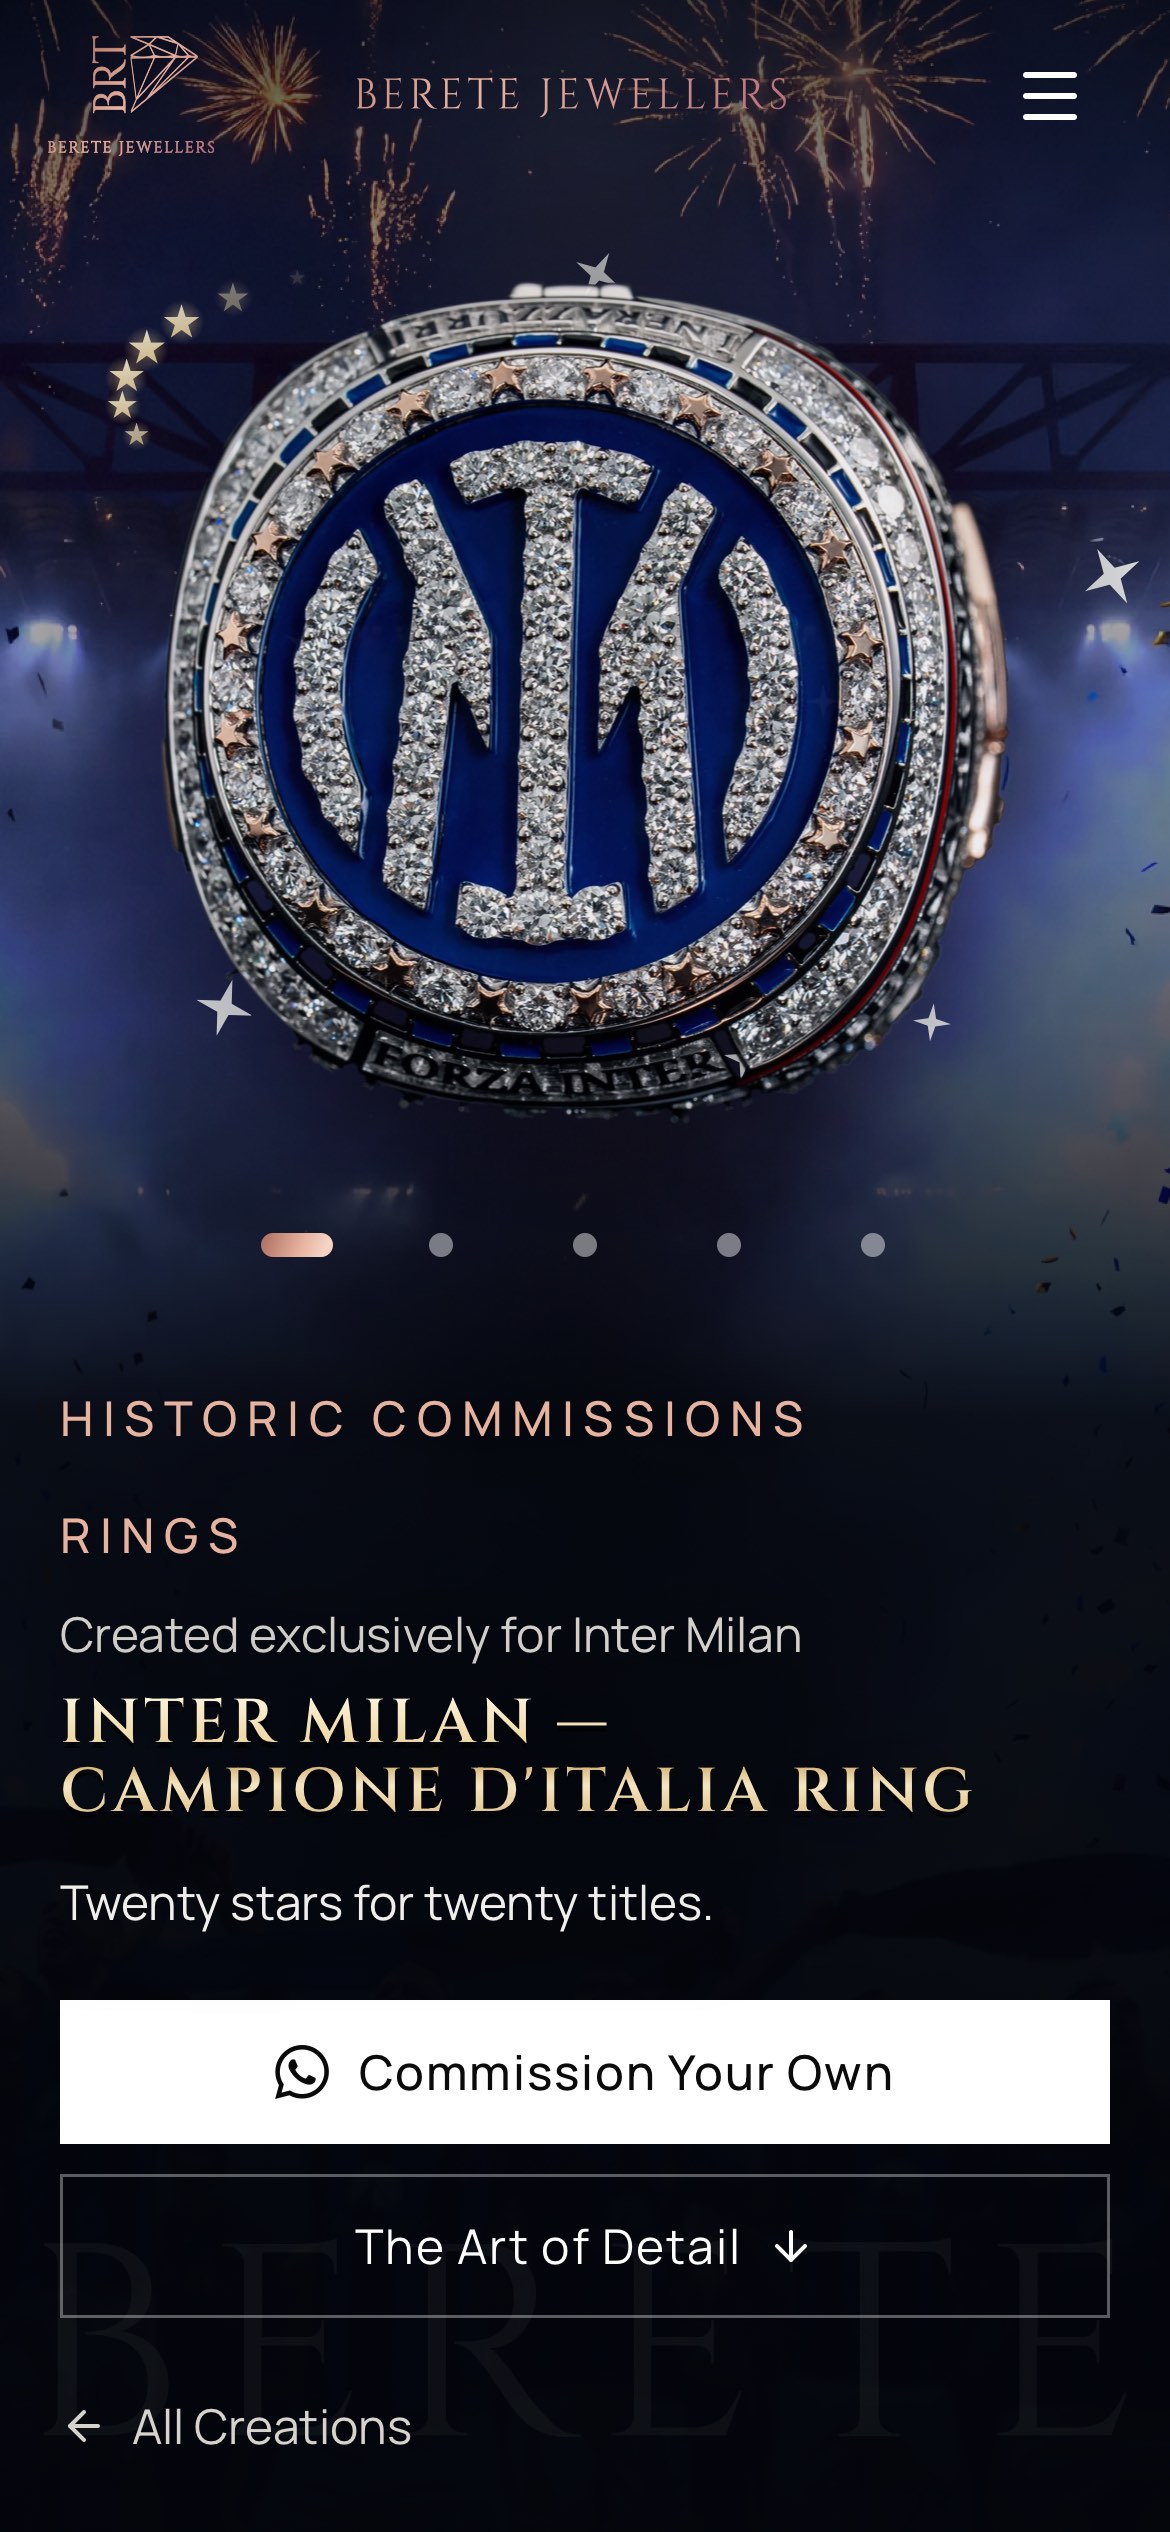 BRT
BERETE JEWELLERS
BERETE JEWELLERS
NERAZZURRI
FORZA INTER
HISTORIC COMMISSIONS
RINGS
Created exclusively for Inter Milan
INTER MILAN —
CAMPIONE D'ITALIA RING
Twenty stars for twenty titles.
Commission Your Own
The Art of Detail ↓
BERETE
← All Creations